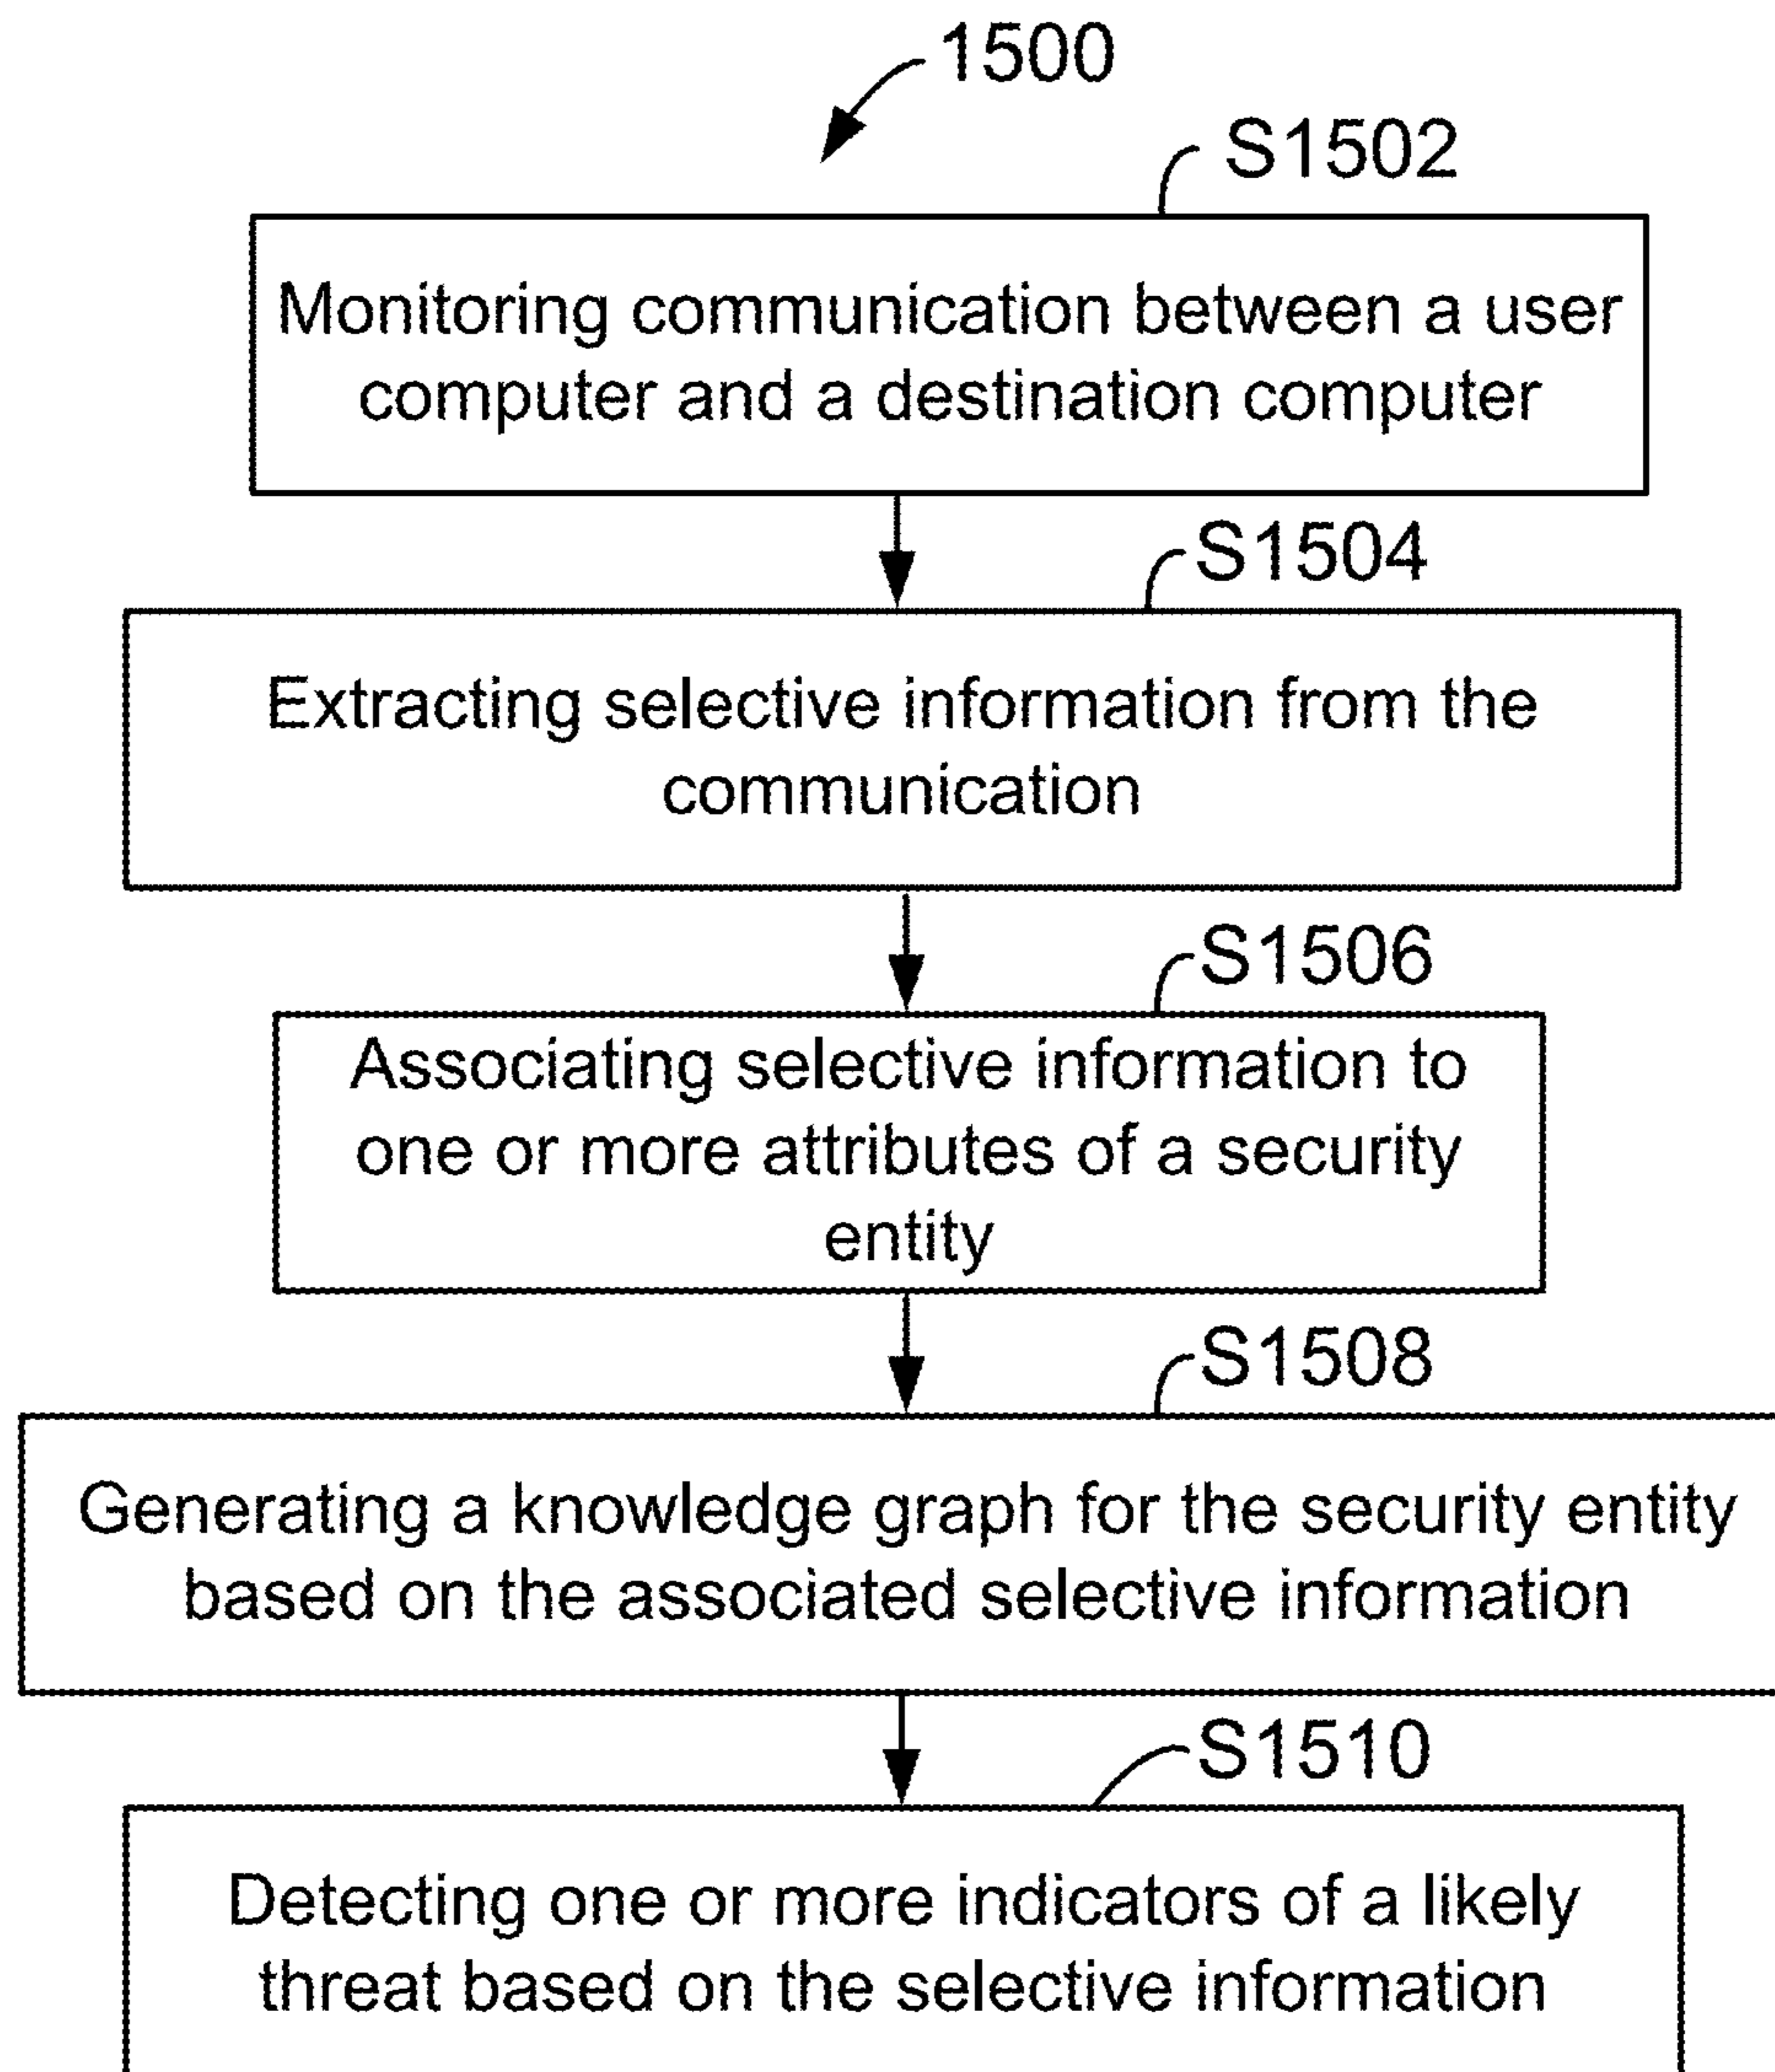 1500
S1502
Monitoring communication between a user
computer and a destination computer
S1504
Extracting selective information from the
communication
S1506
Associating selective information to
one or more attributes of a security
entity
S1508
Generating a knowledge graph for the security entity
based on the associated selective information
S1510
Detecting one or more indicators of a likely
threat based on the selective information